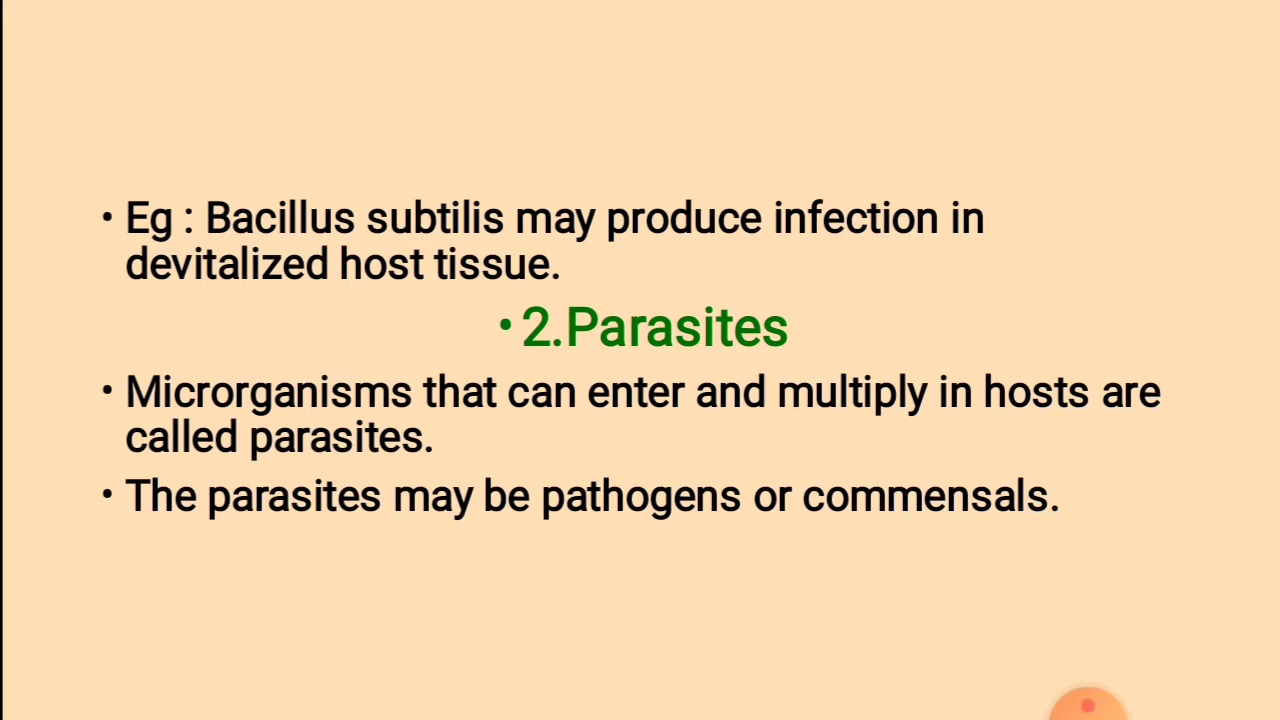 • Eg : Bacillus subtilis may produce infection in
devitalized host tissue.
• 2.Parasites
• Microrganisms that can enter and multiply in hosts are
called parasites.
• The parasites may be pathogens or commensals.